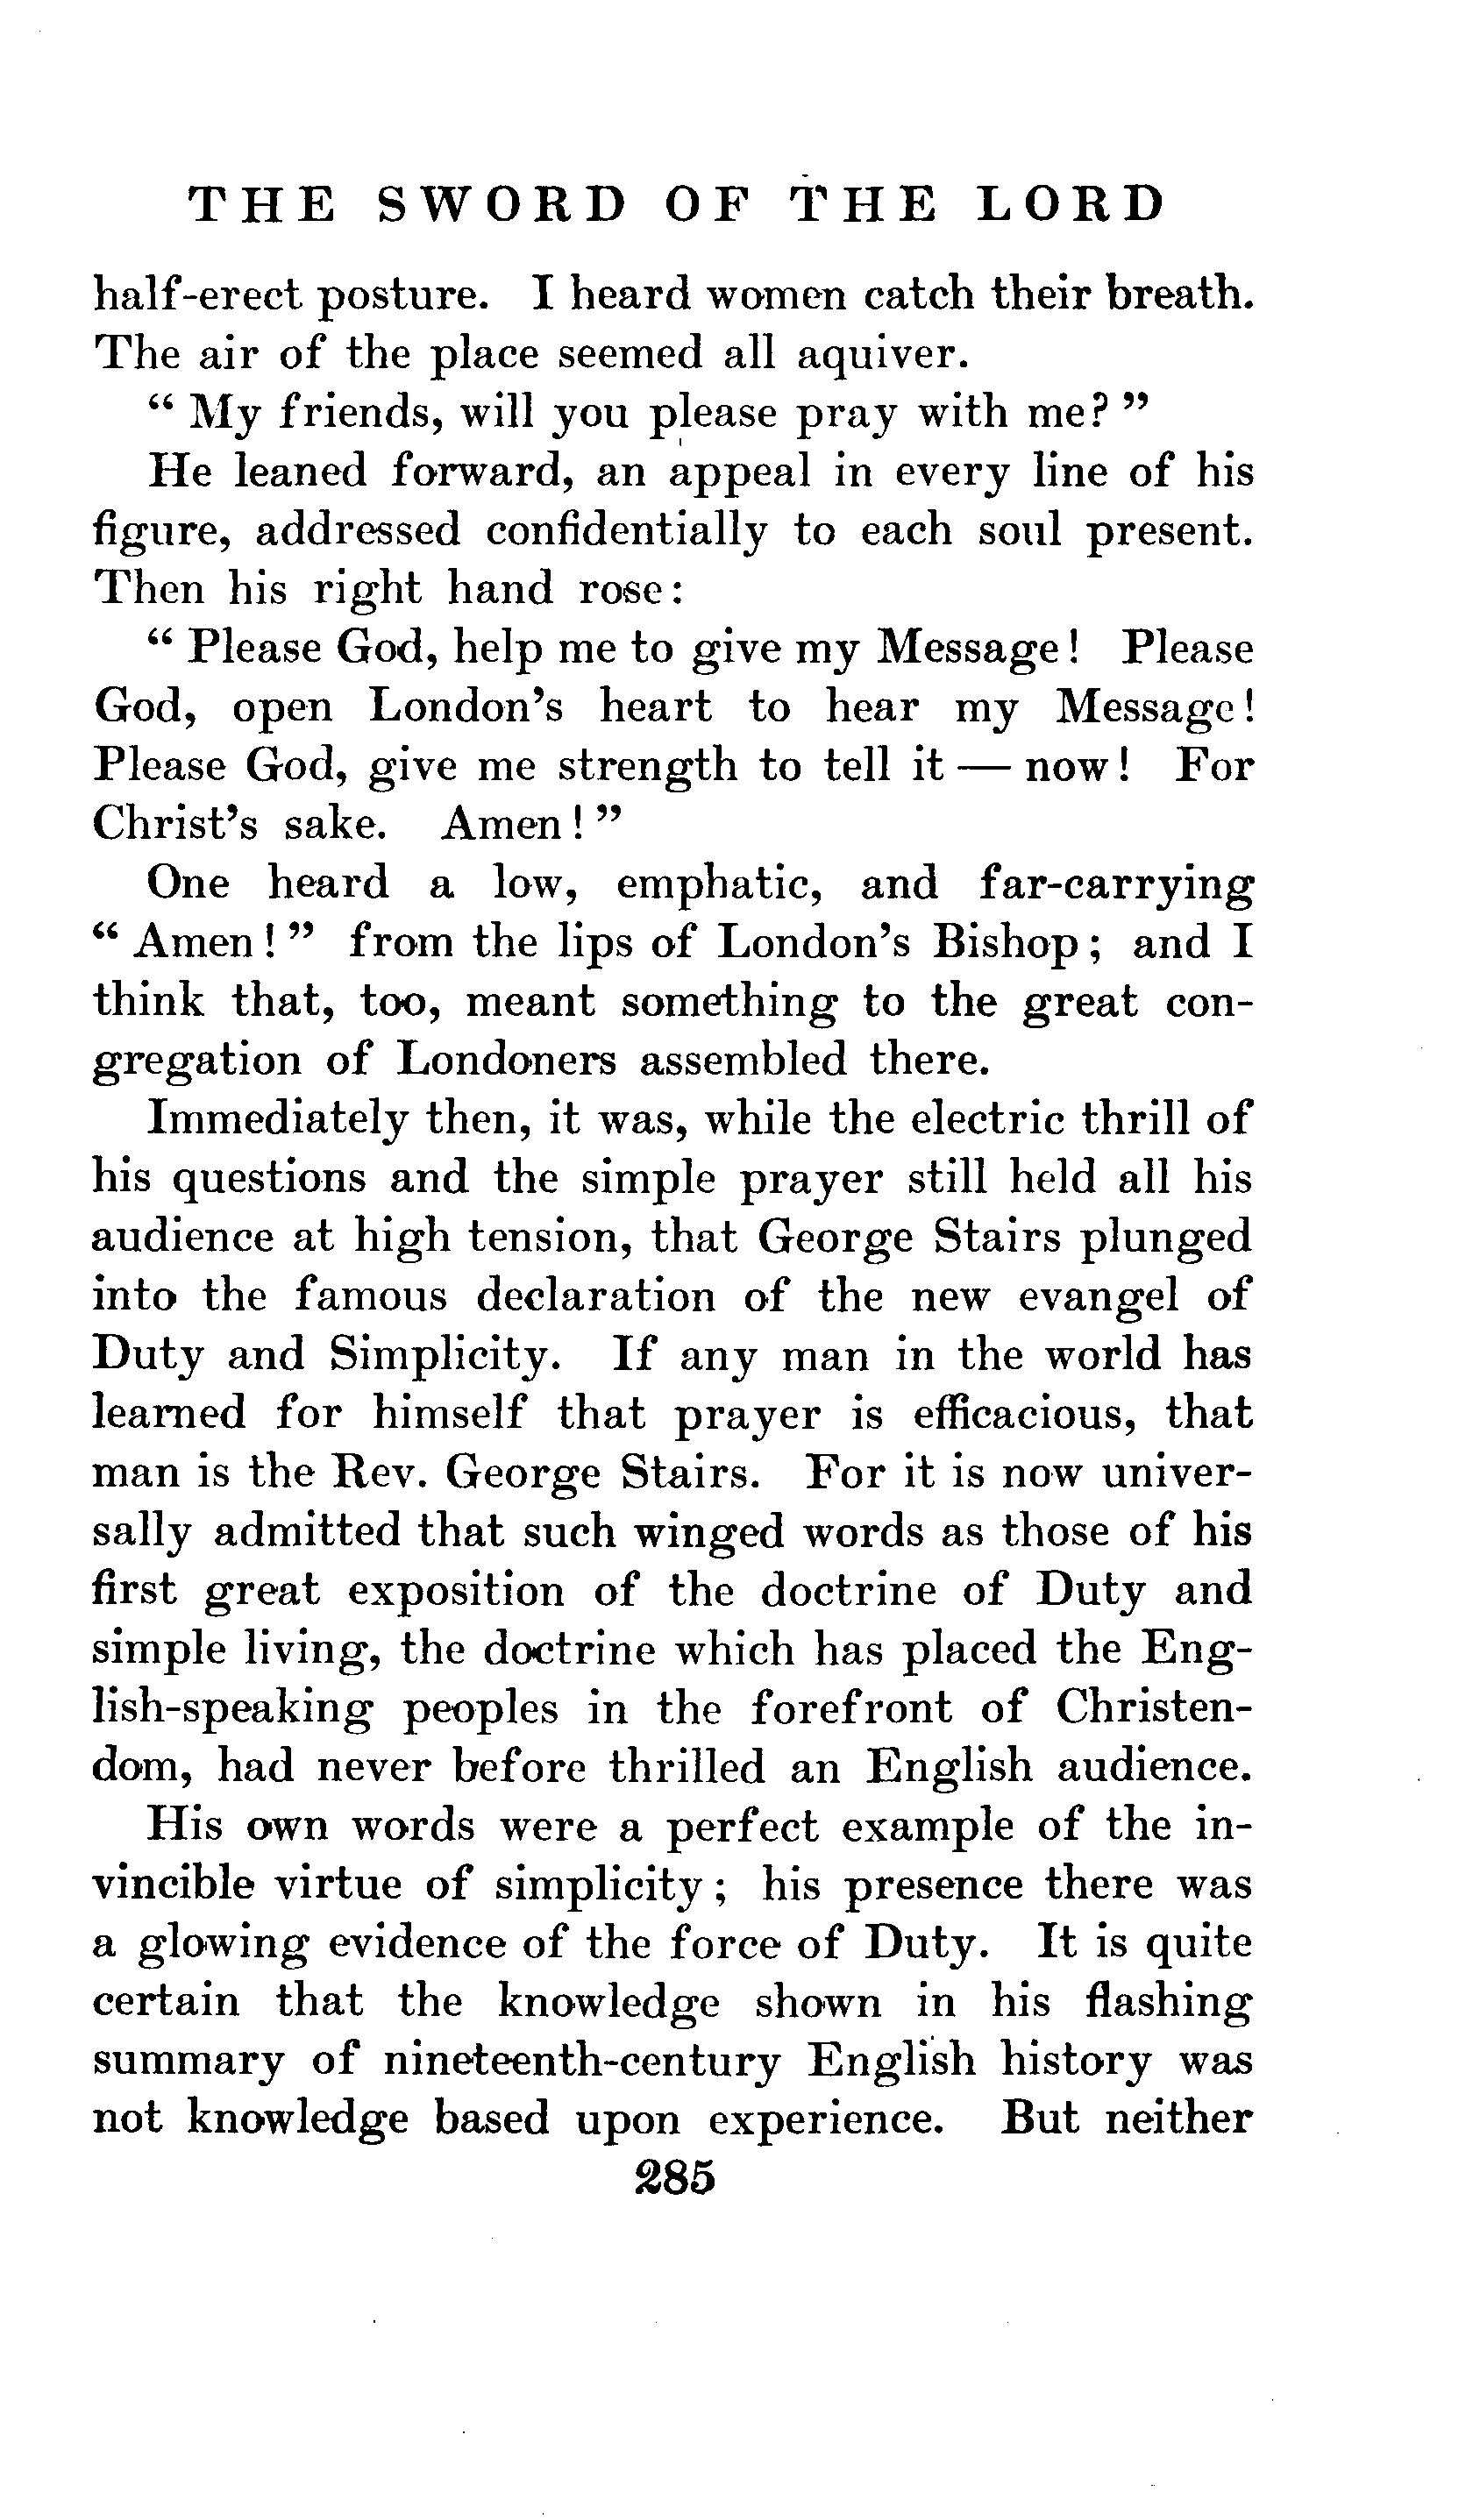 THE SWORD OF THE LORD
half-erect posture. I heard women catch their breath.
The air of the place seemed all aquiver.
“ My friends, will you please pray with me? ”
He leaned forward, an appeal in every line of his
figure, addressed confidentially to each soul present.
Then his right hand rose:
“ Please God, help me to give my Message! Please
God, open London's heart to hear my Message!
Please God, give me strength to tell it — now! For
Christ's sake. Amen! ”
One heard a low, emphatic, and far-carrying
“ Amen! ” from the lips of London's Bishop; and I
think that, too, meant something to the great con-
gregation of Londoners assembled there.
Immediately then, it was, while the electric thrill of
his questions and the simple prayer still held all his
audience at high tension, that George Stairs plunged
into the famous declaration of the new evangel of
Duty and Simplicity. If any man in the world has
learned for himself that prayer is efficacious, that
man is the Rev. George Stairs. For it is now univer-
sally admitted that such winged words as those of his
first great exposition of the doctrine of Duty and
simple living, the doctrine which has placed the Eng-
lish-speaking peoples in the forefront of Christen-
dom, had never before thrilled an English audience.
His own words were a perfect example of the in-
vincible virtue of simplicity; his presence there was
a glowing evidence of the force of Duty. It is quite
certain that the knowledge shown in his flashing
summary of nineteenth-century English history was
not knowledge based upon experience. But neither
285